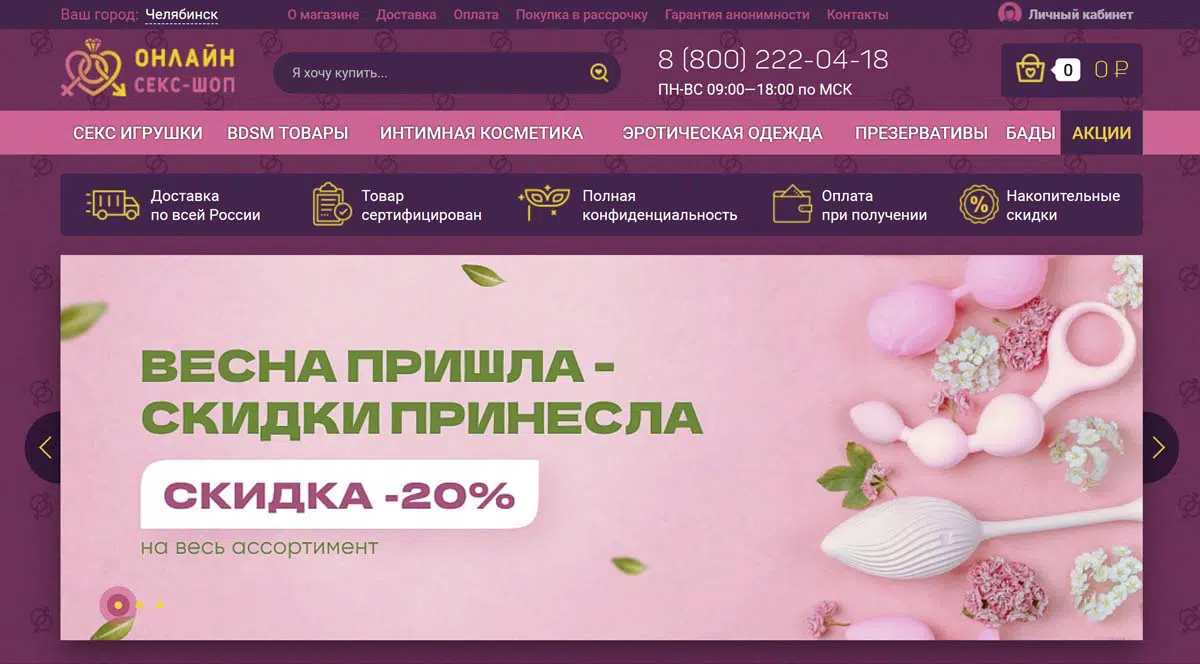 Ваш город: Челябинск
О магазине Доставка Оплата Покупка в рассрочку Гарантия анонимности Контакты
Личный кабинет
ОНЛАЙН
СЕКС-ШОП
Я хочу купить...
8 (800) 222-04-18
ПН-ВС 09:00—18:00 по МСК
0
0 ₽
СЕКС ИГРУШКИ BDSM ТОВАРЫ ИНТИМНАЯ КОСМЕТИКА ЭРОТИЧЕСКАЯ ОДЕЖДА ПРЕЗЕРВАТИВЫ БАДЫ АКЦИИ
Доставка
по всей России
Товар
сертифицирован
Полная
конфиденциальность
Оплата
при получении
%
Накопительные
скидки
ВЕСНА ПРИШЛА -
СКИДКИ ПРИНЕСЛА
СКИДКА -20%
на весь ассортимент